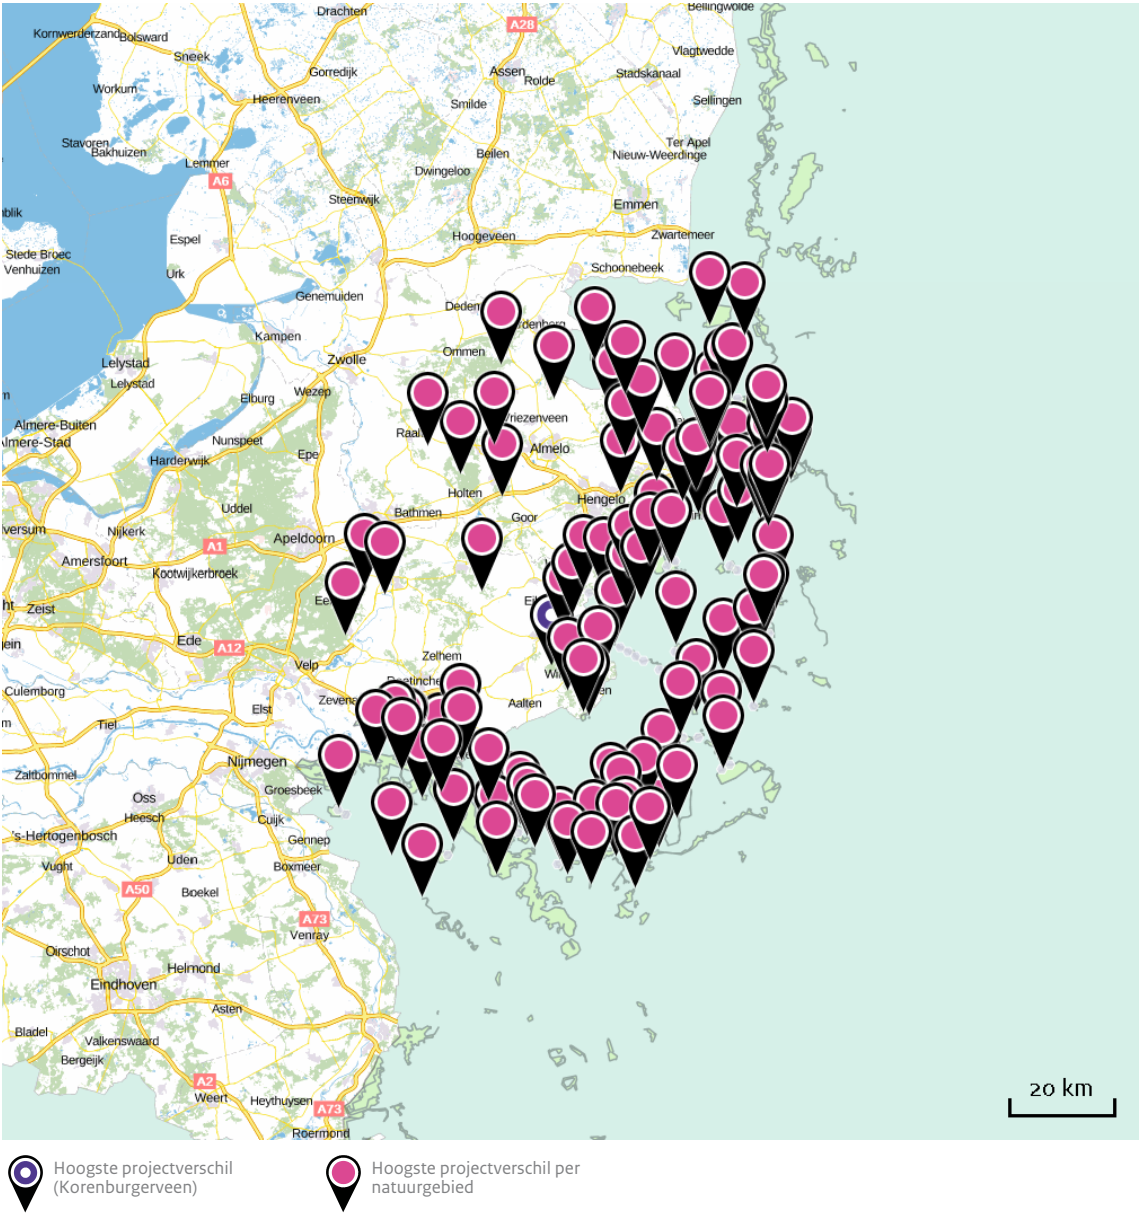 Drachten
A28
Bellingwolde
Kornwerderzand
Bolsward
Sneek
Vlagtwedde
Gorredijk
Assen
Rolde
Stadskanaal
Workum
Heerenveen
Smilde
Sellingen
Stavoren
Bakhuizen
Lemmer
Beilen
Ter Apel
Nieuw-Weerdinge
Dwingeloo
A6
Steenwijk
Emmen
Espel
Hoogeveen
Zwartemeer
Stede Broec
Venhuizen
Urk
Schoonebeek
Genemuiden
Kampen
Ommen
Zwolle
Lelystad
Lelystad
Elburg
Wezep
Almere-Buiten
Nunspeet
Almelo
Harderwijk
Epe
Holten
Hengelo
Uddel
Bathmen
Goor
Nijkerk
Apeldoorn
A1
Amersfoort
Kootwijkerbroek
Zeist
Ede
A12
Velp
Zelhem
Culemborg
Elst
Aalten
Tiel
Nijmegen
Zaltbommel
Groesbeek
Oss
Heesch
Cuijk
's-Hertogenbosch
Gennep
Vught
Uden
Boxmeer
A50
Boekel
A73
Venray
Oirschot
Helmond
Eindhoven
Asten
Bladel
Valkenswaard
Bergeijk
A2
Weert
Heythuysen
A73
Roermond
20 km
Hoogste projectverschil
(Korenburgerveen)
Hoogste projectverschil per
natuurgebied